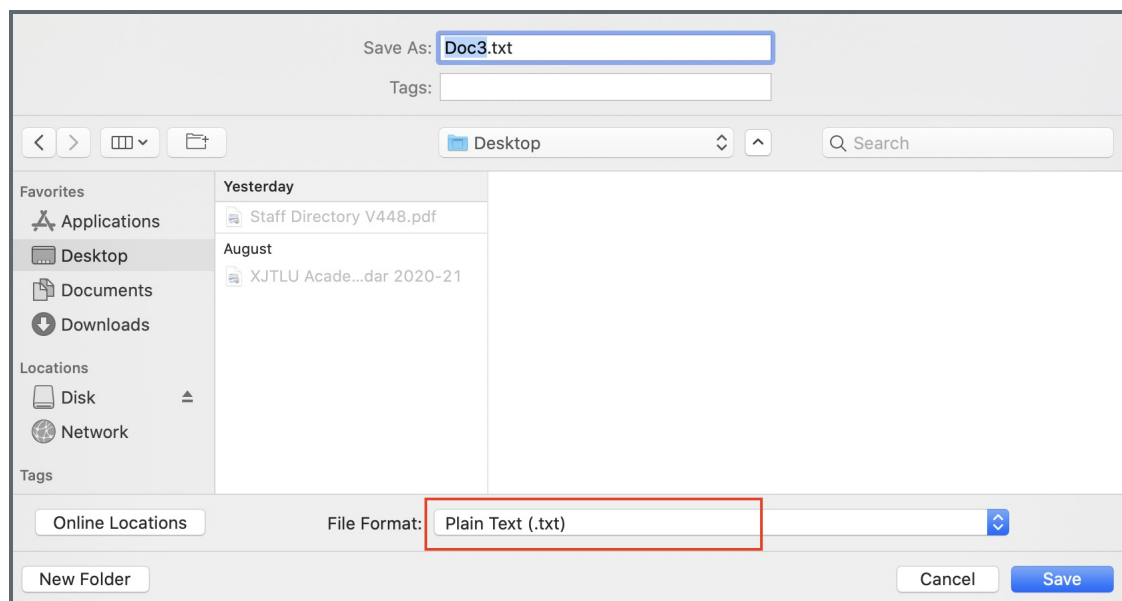 Save As: Doc3.txt
Tags:
Desktop
Search
Favorites
Applications
Desktop
Documents
Downloads
Locations
Disk
Network
Tags
Yesterday
Staff Directory V448.pdf
August
XJTLU Acade...dar 2020-21
Online Locations
File Format: Plain Text (.txt)
New Folder
Cancel
Save